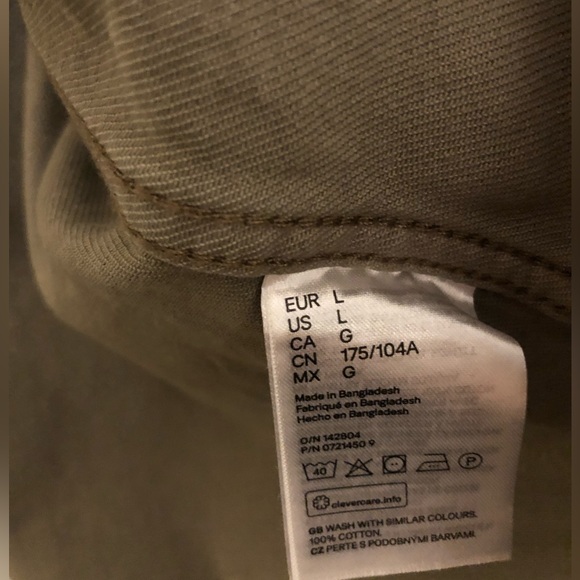 EUR L
US L
CA G
CN 175/104A
MX G
Made in Bangladesh
Fabriqué en Bangladesh
Hecho en Bangladesh
O/N 142804
P/N 0721450 9
40
P
clevercare.info
GB WASH WITH SIMILAR COLOURS.
100% COTTON.
CZ PERTE S PODOBNÝMI BARVAMI.